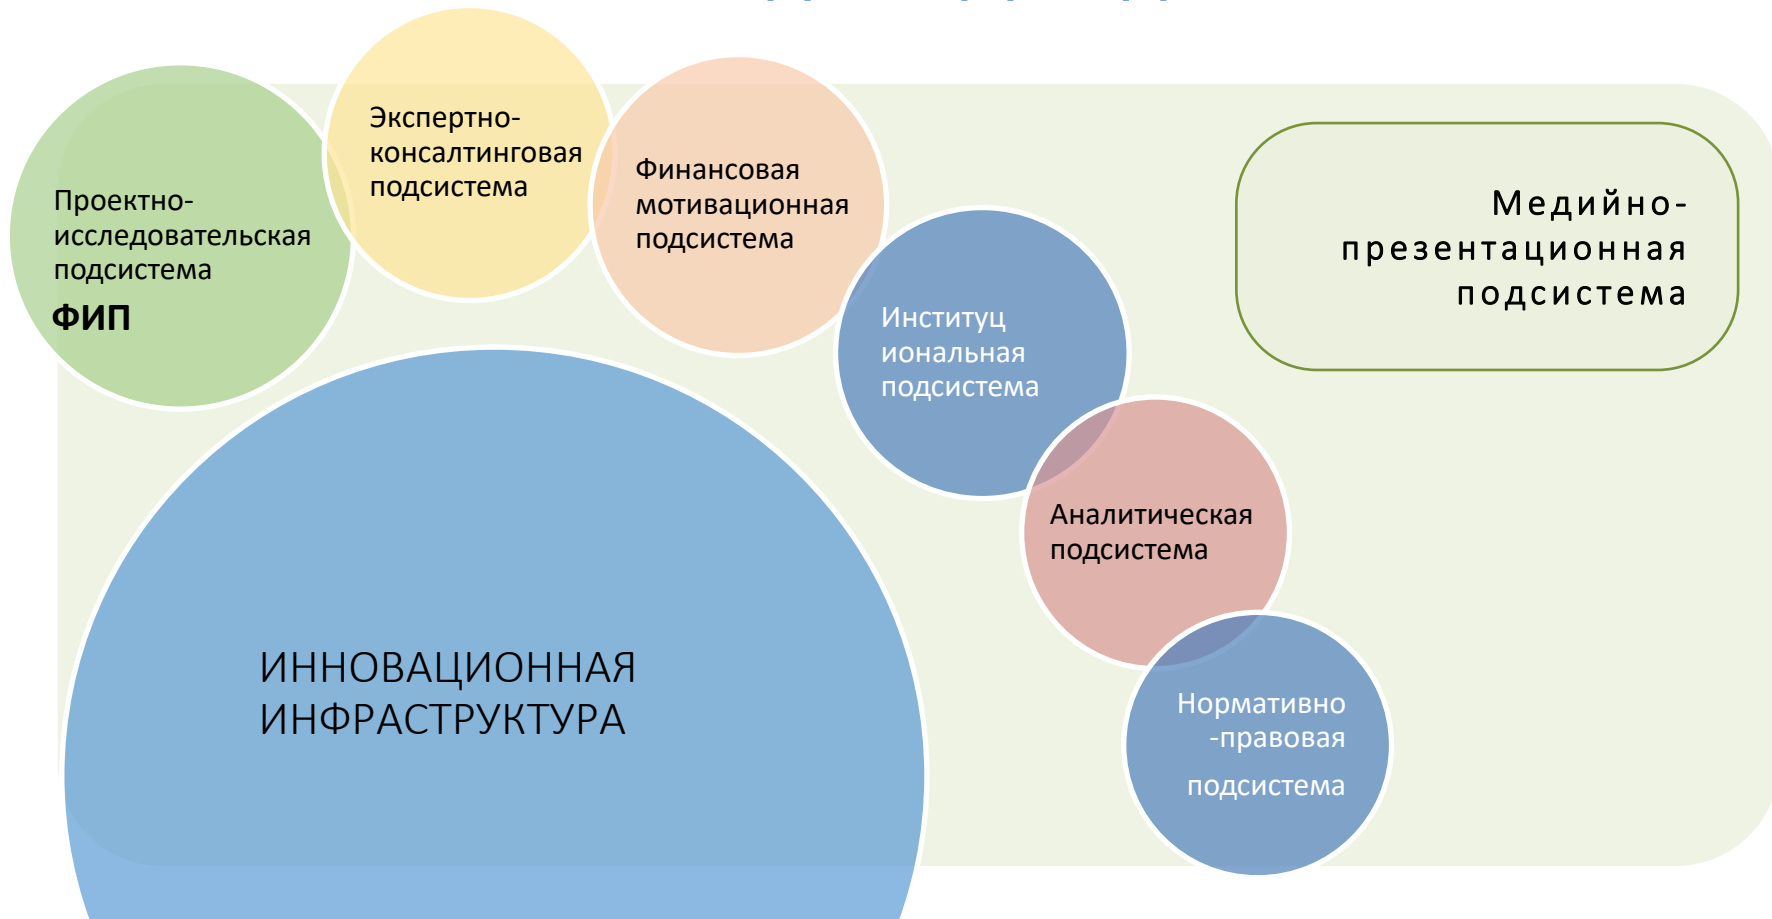 Проектно-
исследовательская
подсистема
ФИП
Экспертно-
консалтинговая
подсистема
Финансовая
мотивационная
подсистема
Институц
иональная
подсистема
Аналитическая
подсистема
Нормативно
-правовая
подсистема
Медийно-
презентационная
подсистема
ИННОВАЦИОННАЯ
ИНФРАСТРУКТУРА